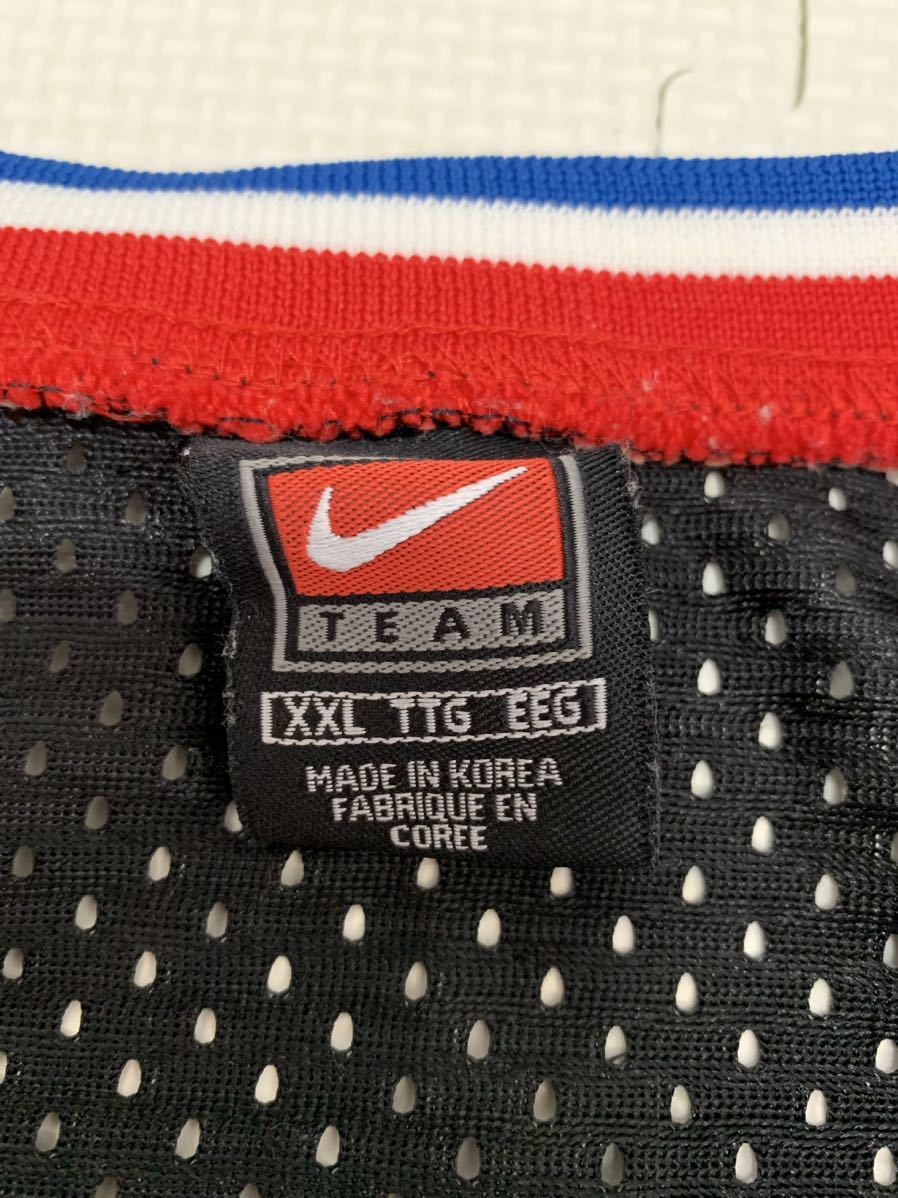 TEAM
XXL TTG EEG
MADE IN KOREA
FABRIQUE EN
COREE